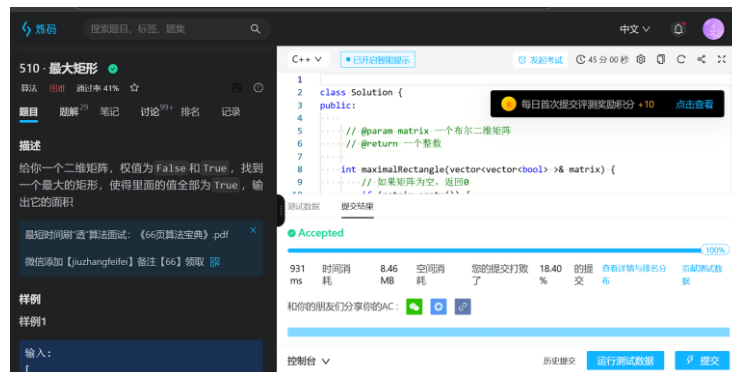 炼码
搜索题目、标签、题集
中文
510 · 最大矩形
算法 困难 通过率 41%
题目 题解29 笔记 讨论99+ 排名 记录
描述
给你一个二维矩阵，权值为 False 和 True ，找到
一个最大的矩形，使得里面的值全部为 True ，输
出它的面积
最短时间刷“透”算法面试：《66页算法宝典》.pdf ×
微信添加【jiuzhangfeifei】备注【66】领取
样例
样例1
输入：
[
C++ • 已开启智能提示 发起考试 45 分 00 秒
1
2 class Solution {
3 public:
4
5 // @param matrix 一个布尔二维矩阵
6 // @return 一个整数
7
8 int maximalRectangle(vector<vector<bool> >& matrix) {
9 // 如果矩阵为空，返回0
10 if (matrix.empty()) {
每日首次提交评测奖励积分 +10 点击查看
测试数据 提交结果
Accepted
100%
931 ms 时间消耗 8.46 MB 空间消耗 您的提交打败了 18.40 % 的提交 查看详情与排名分布 贡献测试数据
和你的朋友们分享你的AC：
控制台 历史提交 运行测试数据 提交